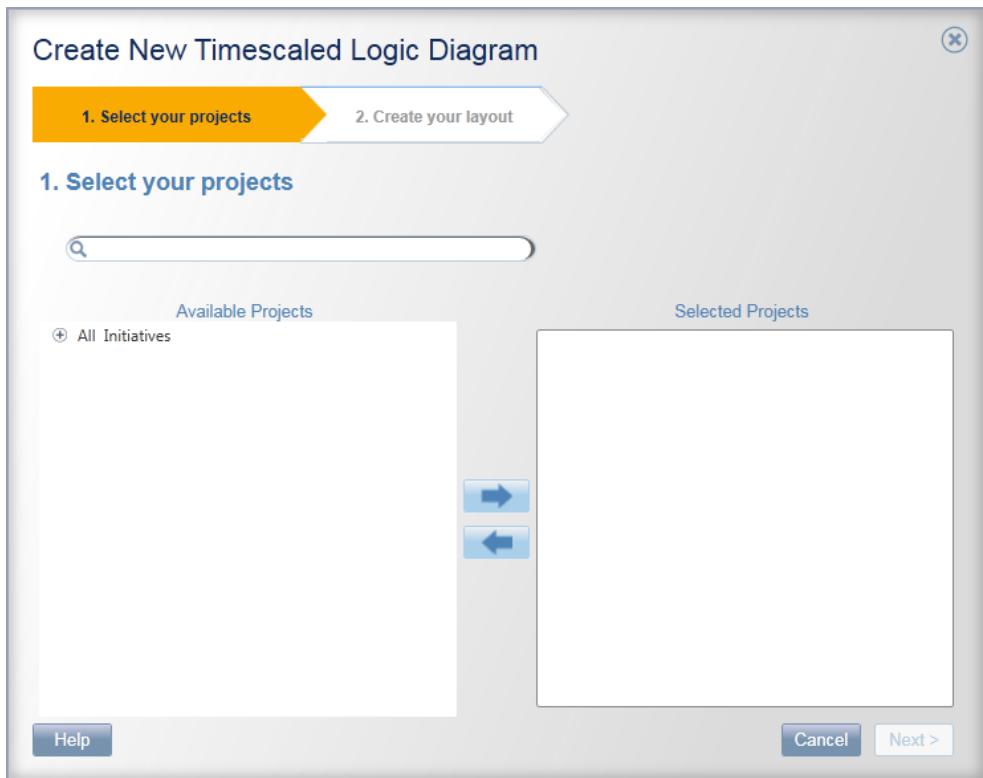 Create New Timescaled Logic Diagram
1. Select your projects
2. Create your layout
1. Select your projects
Available Projects
Selected Projects
All Initiatives
Help
Cancel
Next >